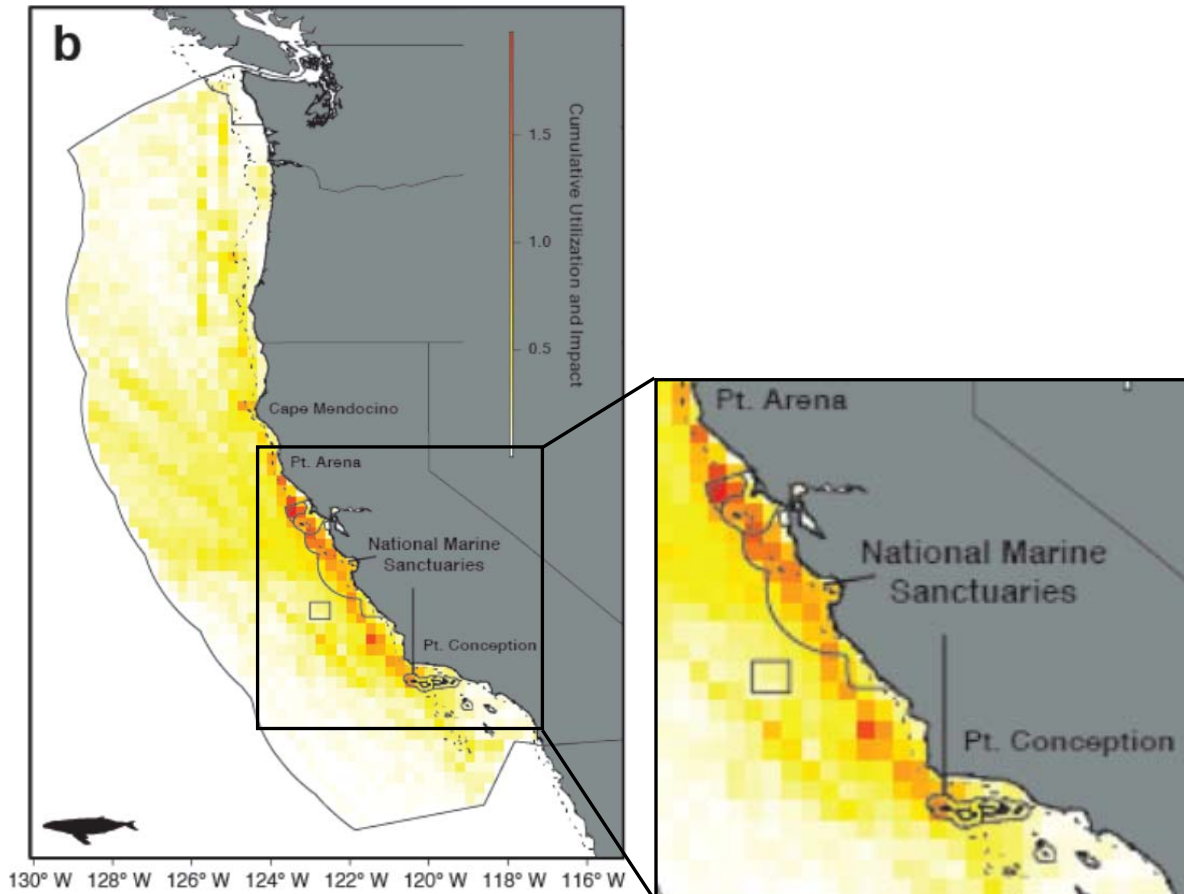 b
1.5
1.0
0.5
Cumulative Utilization and Impact
Cape Mendocino
Pt. Arena
National Marine
Sanctuaries
Pt. Conception
130° W
128° W
126° W
124° W
122° W
120° W
118° W
116° W
Pt. Arena
National Marine
Sanctuaries
Pt. Conception